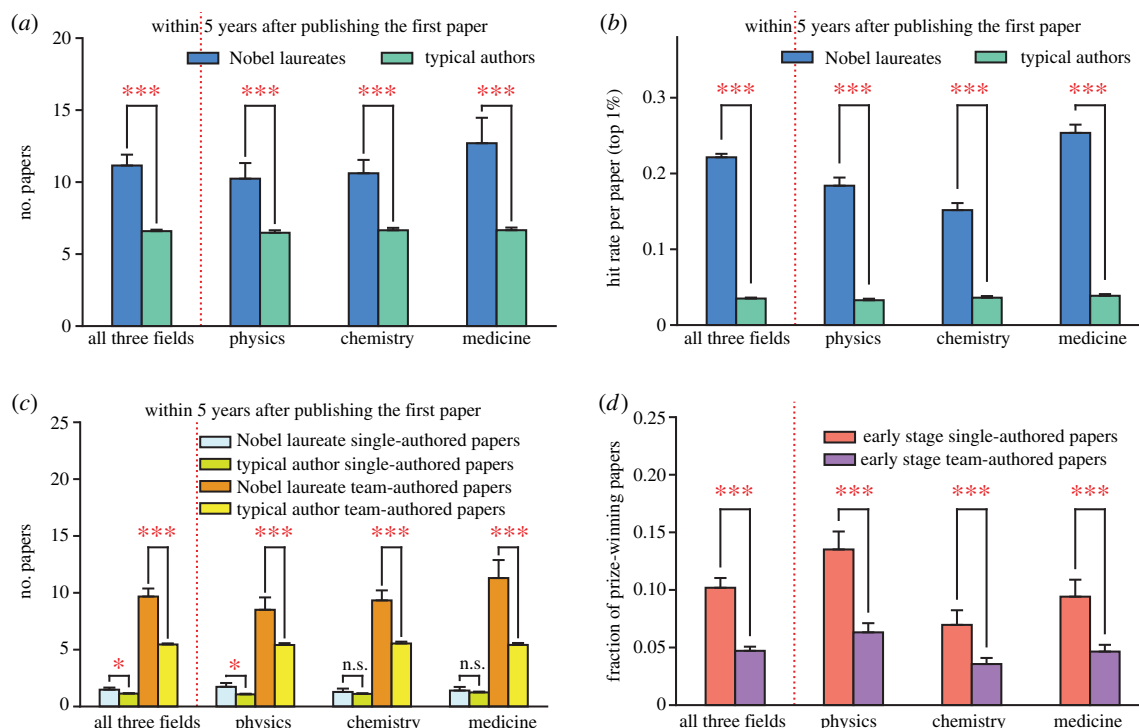 (a)
within 5 years after publishing the first paper
Nobel laureates
typical authors
20
15
10
5
0
no. papers
***
***
***
***
all three fields
physics
chemistry
medicine
(b)
within 5 years after publishing the first paper
Nobel laureates
typical authors
0.3
0.2
0.1
0
hit rate per paper (top 1%)
***
***
***
***
all three fields
physics
chemistry
medicine
(c)
within 5 years after publishing the first paper
Nobel laureate single-authored papers
typical author single-authored papers
Nobel laureate team-authored papers
typical author team-authored papers
25
20
15
10
5
0
no. papers
***
***
***
***
*
*
n.s.
n.s.
all three fields
physics
chemistry
medicine
(d)
early stage single-authored papers
early stage team-authored papers
0.25
0.20
0.15
0.10
0.05
0
fraction of prize-winning papers
***
***
***
***
all three fields
physics
chemistry
medicine